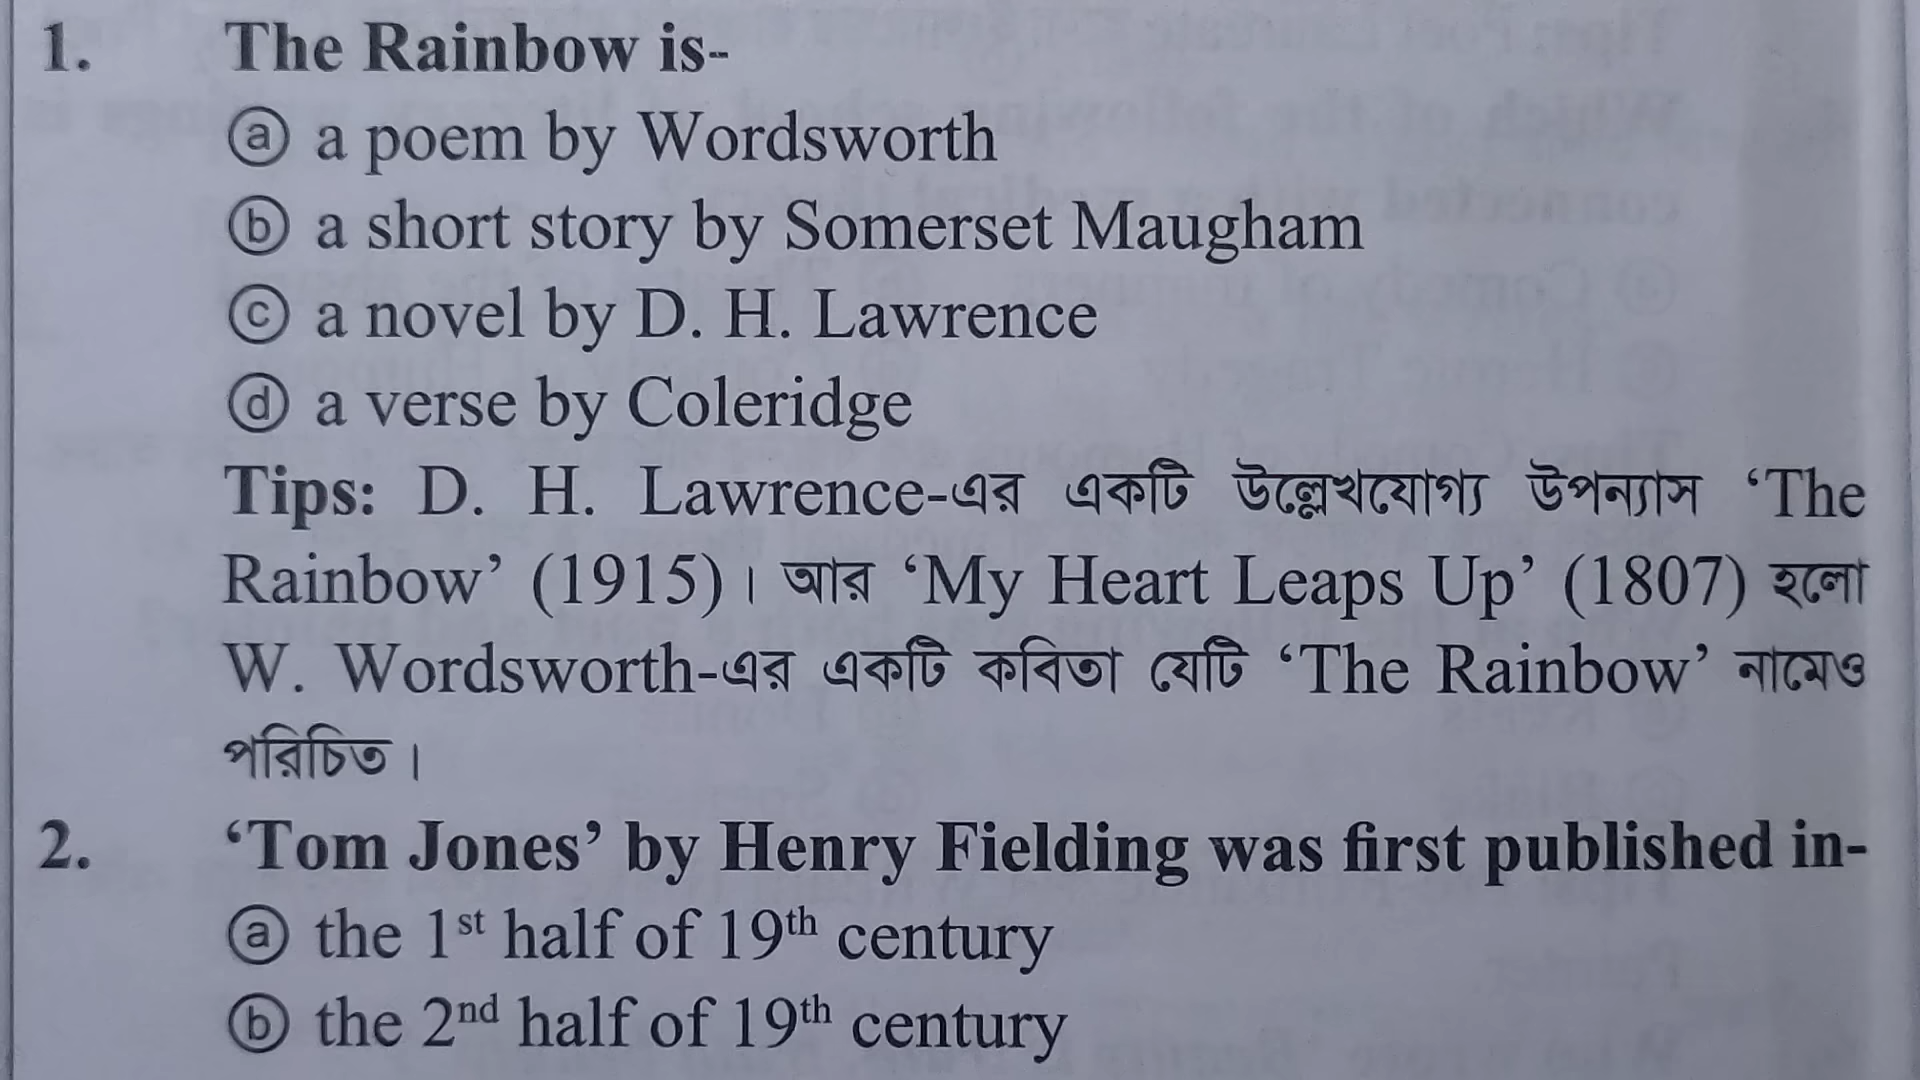 1. The Rainbow is-
ⓐ a poem by Wordsworth
ⓑ a short story by Somerset Maugham
ⓒ a novel by D. H. Lawrence
ⓓ a verse by Coleridge
Tips: D. H. Lawrence-এর একটি উল্লেখযোগ্য উপন্যাস ‘The
Rainbow’ (1915)। আর ‘My Heart Leaps Up’ (1807) হলো
W. Wordsworth-এর একটি কবিতা যেটি ‘The Rainbow’ নামেও
পরিচিত।
2. ‘Tom Jones’ by Henry Fielding was first published in-
ⓐ the 1st half of 19th century
ⓑ the 2nd half of 19th century